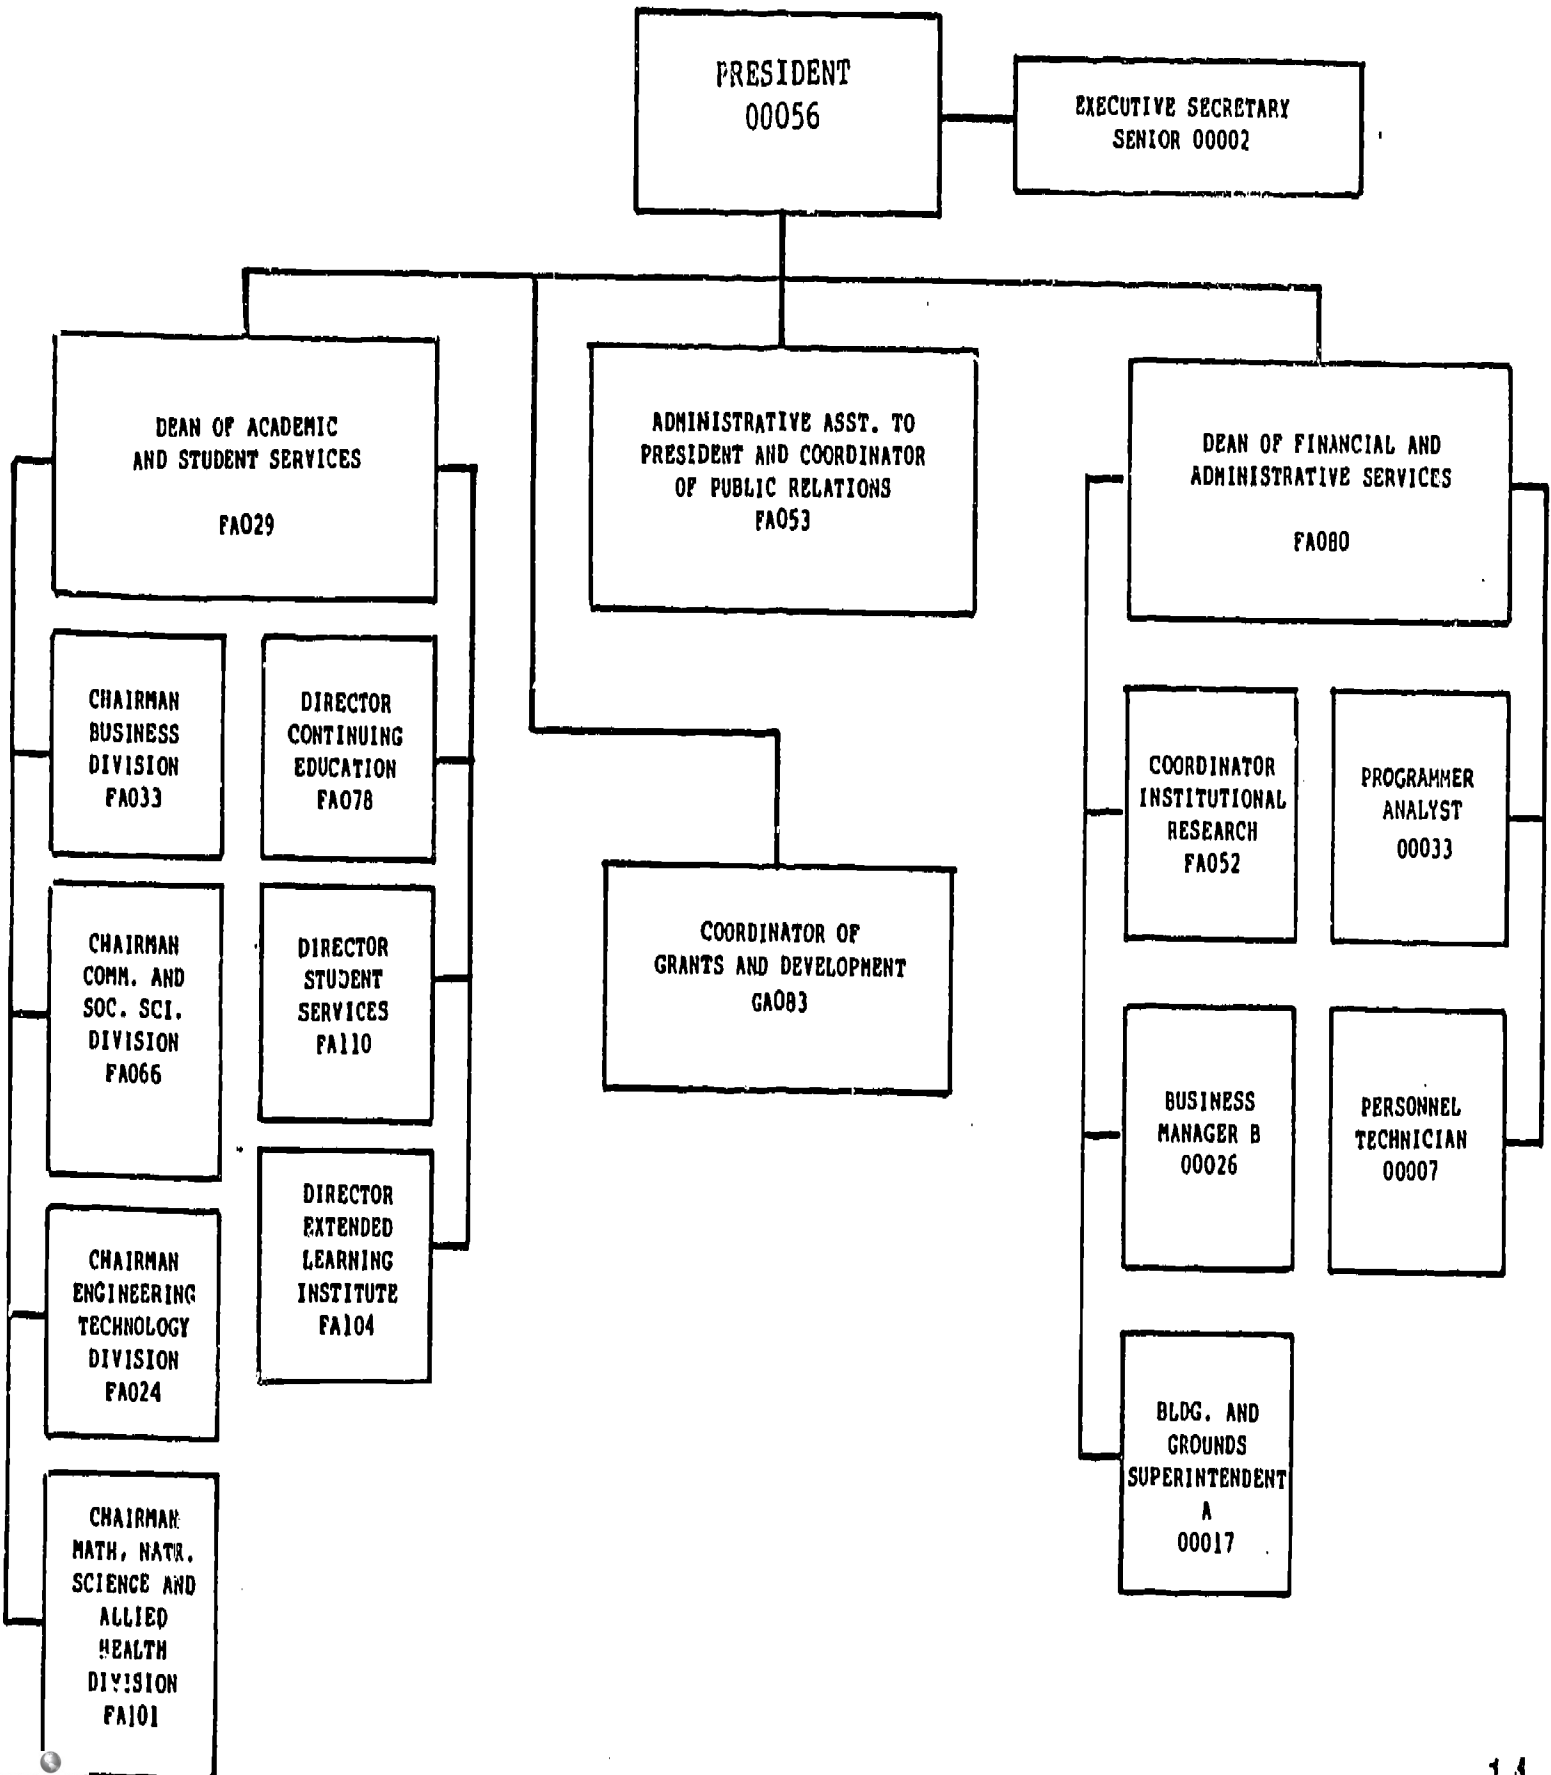 PRESIDENT
00056
EXECUTIVE SECRETARY
SENIOR 00002
DEAN OF ACADEMIC
AND STUDENT SERVICES
FA029
ADMINISTRATIVE ASST. TO
PRESIDENT AND COORDINATOR
OF PUBLIC RELATIONS
FA053
DEAN OF FINANCIAL AND
ADMINISTRATIVE SERVICES
FA080
CHAIRMAN
BUSINESS
DIVISION
FA033
DIRECTOR
CONTINUING
EDUCATION
FA078
CHAIRMAN
COMM. AND
SOC. SCI.
DIVISION
FA066
DIRECTOR
STUDENT
SERVICES
FA110
CHAIRMAN
ENGINEERING
TECHNOLOGY
DIVISION
FA024
DIRECTOR
EXTENDED
LEARNING
INSTITUTE
FA104
CHAIRMAN
MATH, NATR.
SCIENCE AND
ALLIED
HEALTH
DIVISION
FA101
COORDINATOR OF
GRANTS AND DEVELOPMENT
GA083
COORDINATOR
INSTITUTIONAL
RESEARCH
FA052
PROGRAMMER
ANALYST
00033
BUSINESS
MANAGER B
00026
PERSONNEL
TECHNICIAN
00007
BLDG. AND
GROUNDS
SUPERINTENDENT
A
00017